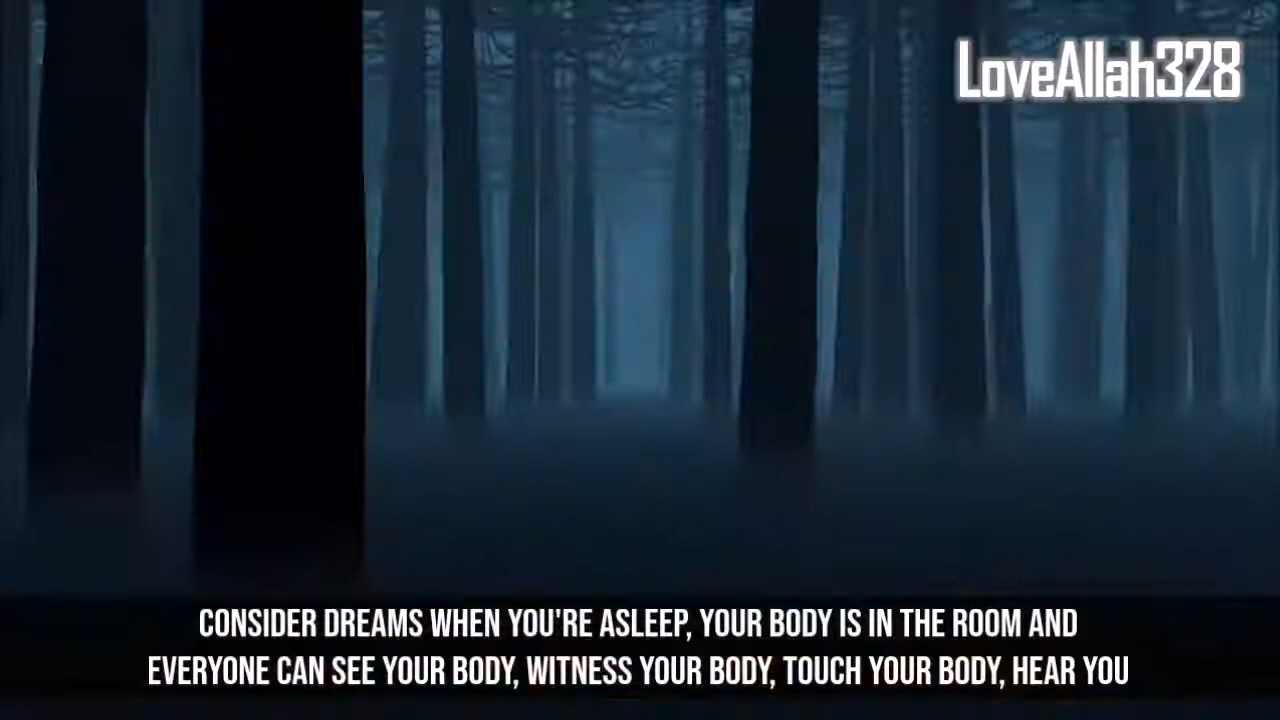 LoveAllah328
CONSIDER DREAMS WHEN YOU'RE ASLEEP, YOUR BODY IS IN THE ROOM AND
EVERYONE CAN SEE YOUR BODY, WITNESS YOUR BODY, TOUCH YOUR BODY, HEAR YOU